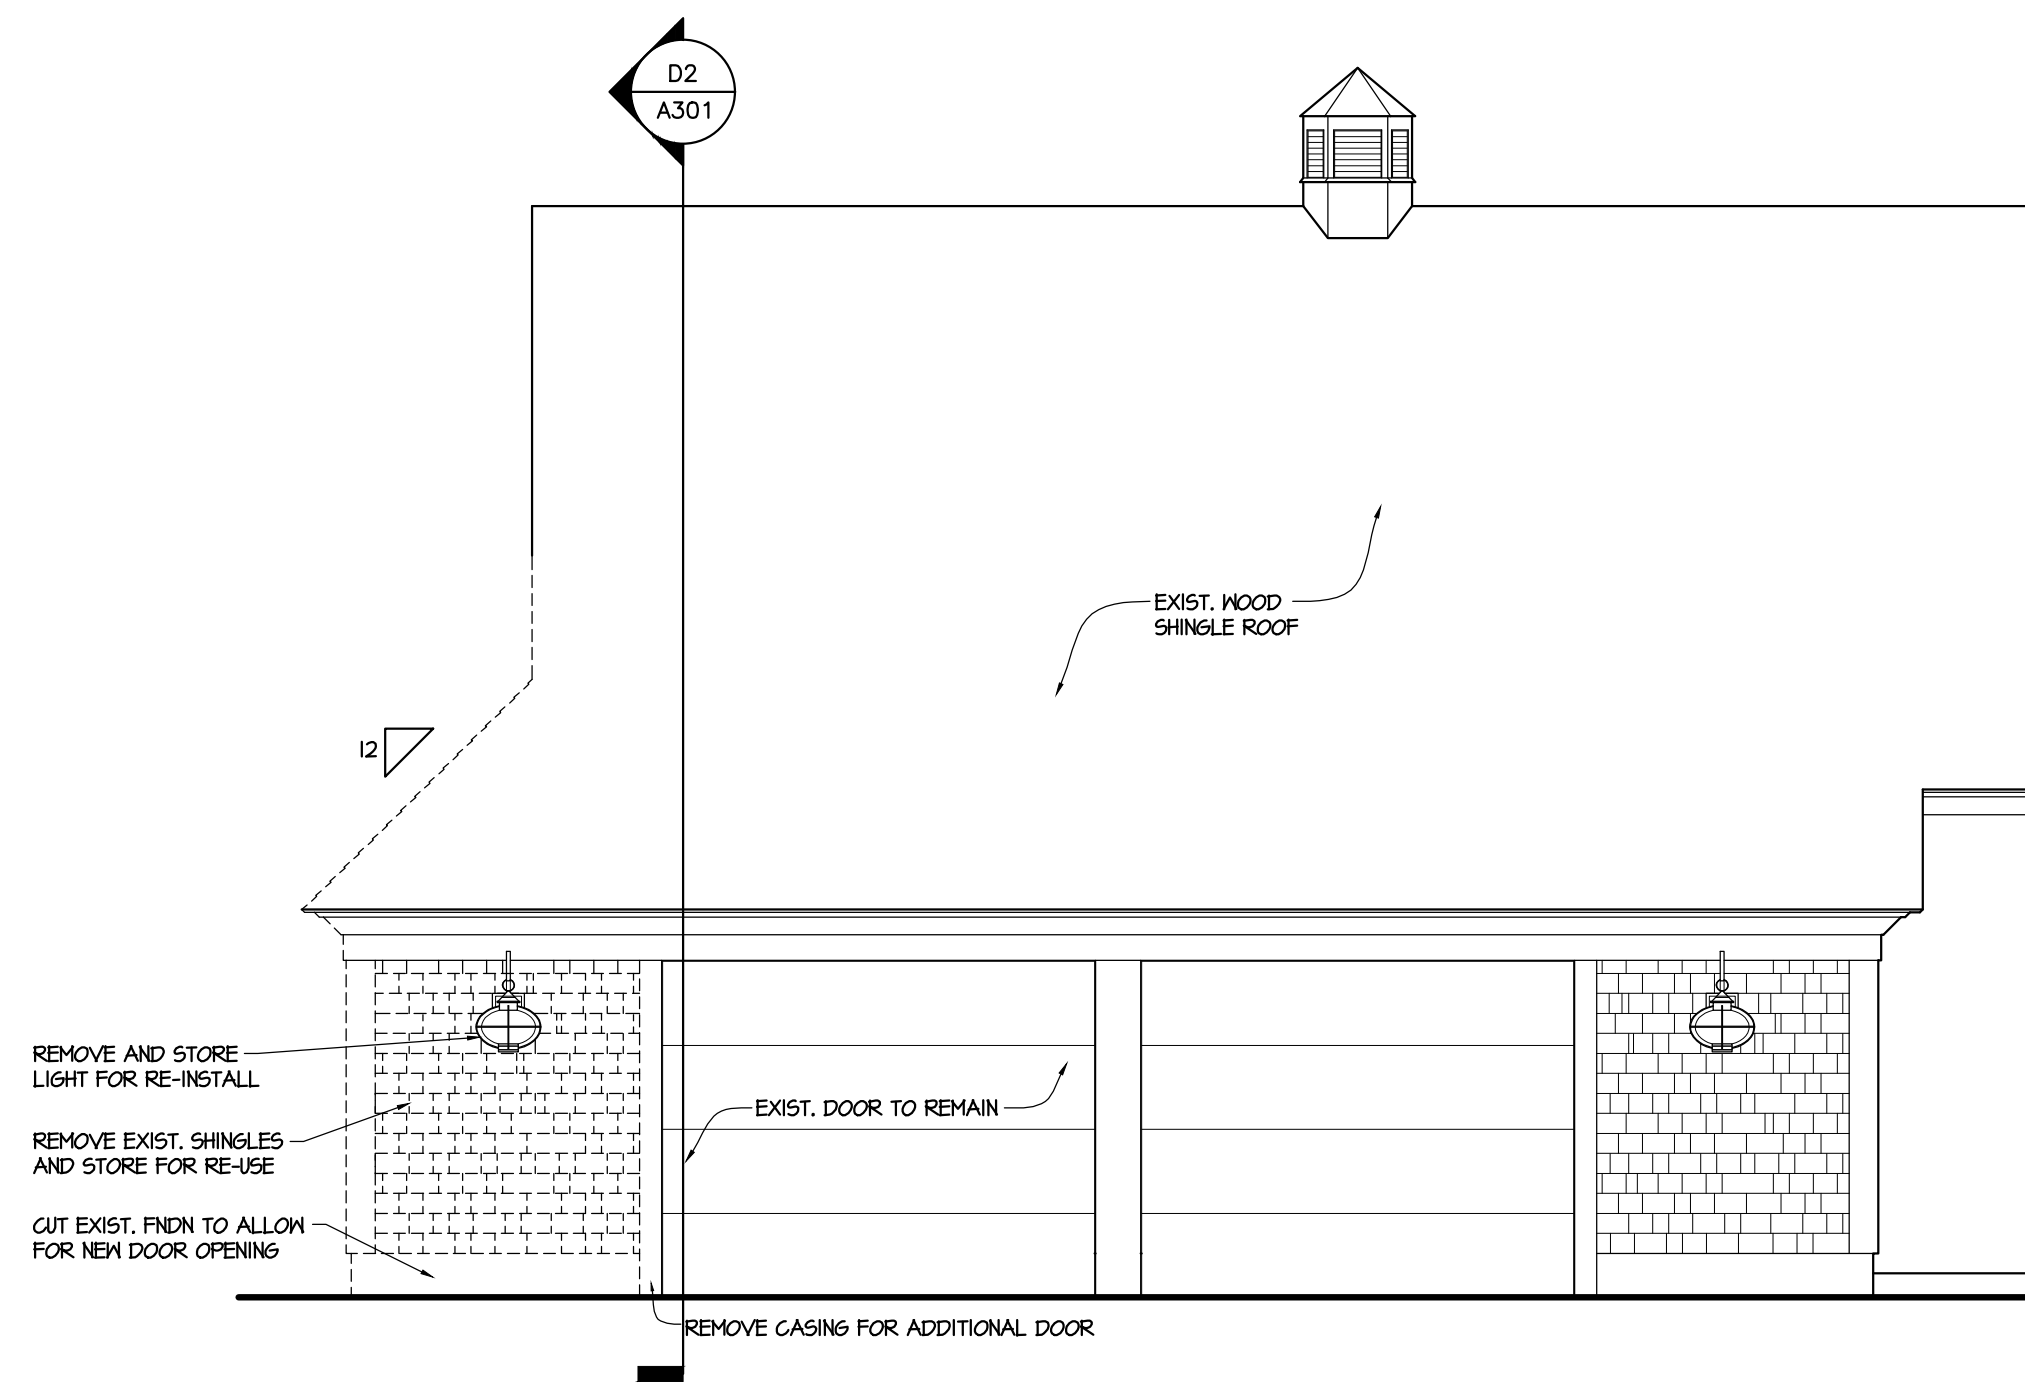 D2
A301
EXIST. WOOD
SHINGLE ROOF
12
REMOVE AND STORE
LIGHT FOR RE-INSTALL
EXIST. DOOR TO REMAIN
REMOVE EXIST. SHINGLES
AND STORE FOR RE-USE
CUT EXIST. FNDN TO ALLOW
FOR NEW DOOR OPENING
REMOVE CASING FOR ADDITIONAL DOOR